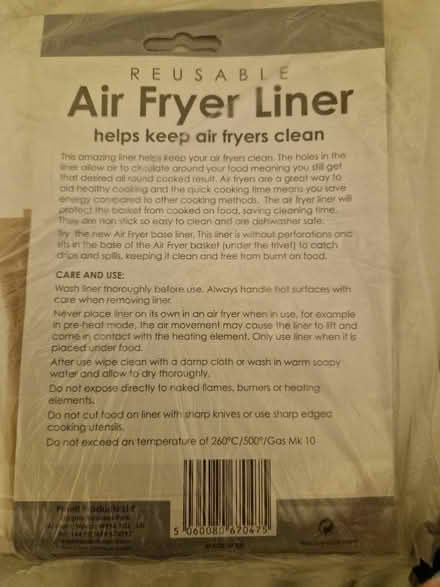 REUSABLE
Air Fryer Liner
helps keep air fryers clean
This amazing liner helps keep your air fryers clean. The holes in the
liner allow air to circulate around your food meaning you still get
that desired all round cooked result. Air fryers are a great way to
aid healthy cooking and the quick cooking time means you save
energy compared to other cooking methods. The air fryer liner will
protect the basket from cooked on food, saving cleaning time.
They are non stick so easy to clean and are dishwasher safe.
Try the new Air Fryer base liner. This liner is without perforations and
sits in the base of the Air Fryer basket (under the trivet) to catch
drips and spills, keeping it clean and free from burnt on food.
CARE AND USE:
Wash liner thoroughly before use. Always handle hot surfaces with
care when removing liner.
Never place liner on its own in an air fryer when in use, for example
in pre-heat mode, the air movement may cause the liner to lift and
come in contact with the heating element. Only use liner when it is
placed under food.
After use wipe clean with a damp cloth or wash in warm soapy
water and allow to dry thoroughly.
Do not expose directly to naked flames, burners or heating
elements.
Do not cut food on liner with sharp knives or use sharp edged
cooking utensils.
Do not exceed an temperature of 260°C/500°/Gas Mk 10
Planit Products Ltd
5 060080 670475